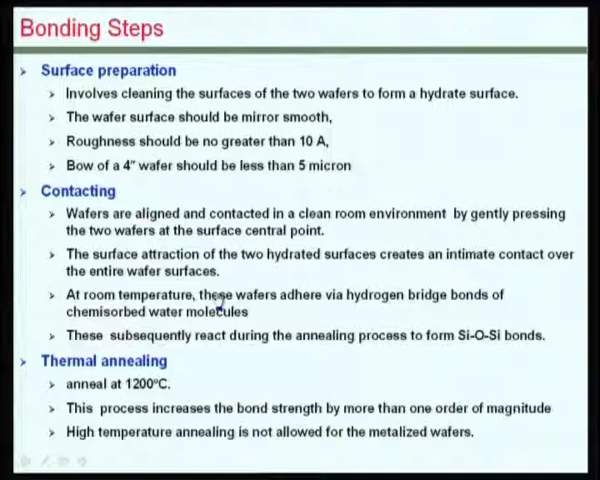 Bonding Steps
Surface preparation
Involves cleaning the surfaces of the two wafers to form a hydrate surface.
The wafer surface should be mirror smooth,
Roughness should be no greater than 10 A,
Bow of a 4″ wafer should be less than 5 micron
Contacting
Wafers are aligned and contacted in a clean room environment by gently pressing
the two wafers at the surface central point.
The surface attraction of the two hydrated surfaces creates an intimate contact over
the entire wafer surfaces.
At room temperature, these wafers adhere via hydrogen bridge bonds of
chemisorbed water molecules
These subsequently react during the annealing process to form Si-O-Si bonds.
Thermal annealing
anneal at 1200ºC.
This process increases the bond strength by more than one order of magnitude
High temperature annealing is not allowed for the metalized wafers.